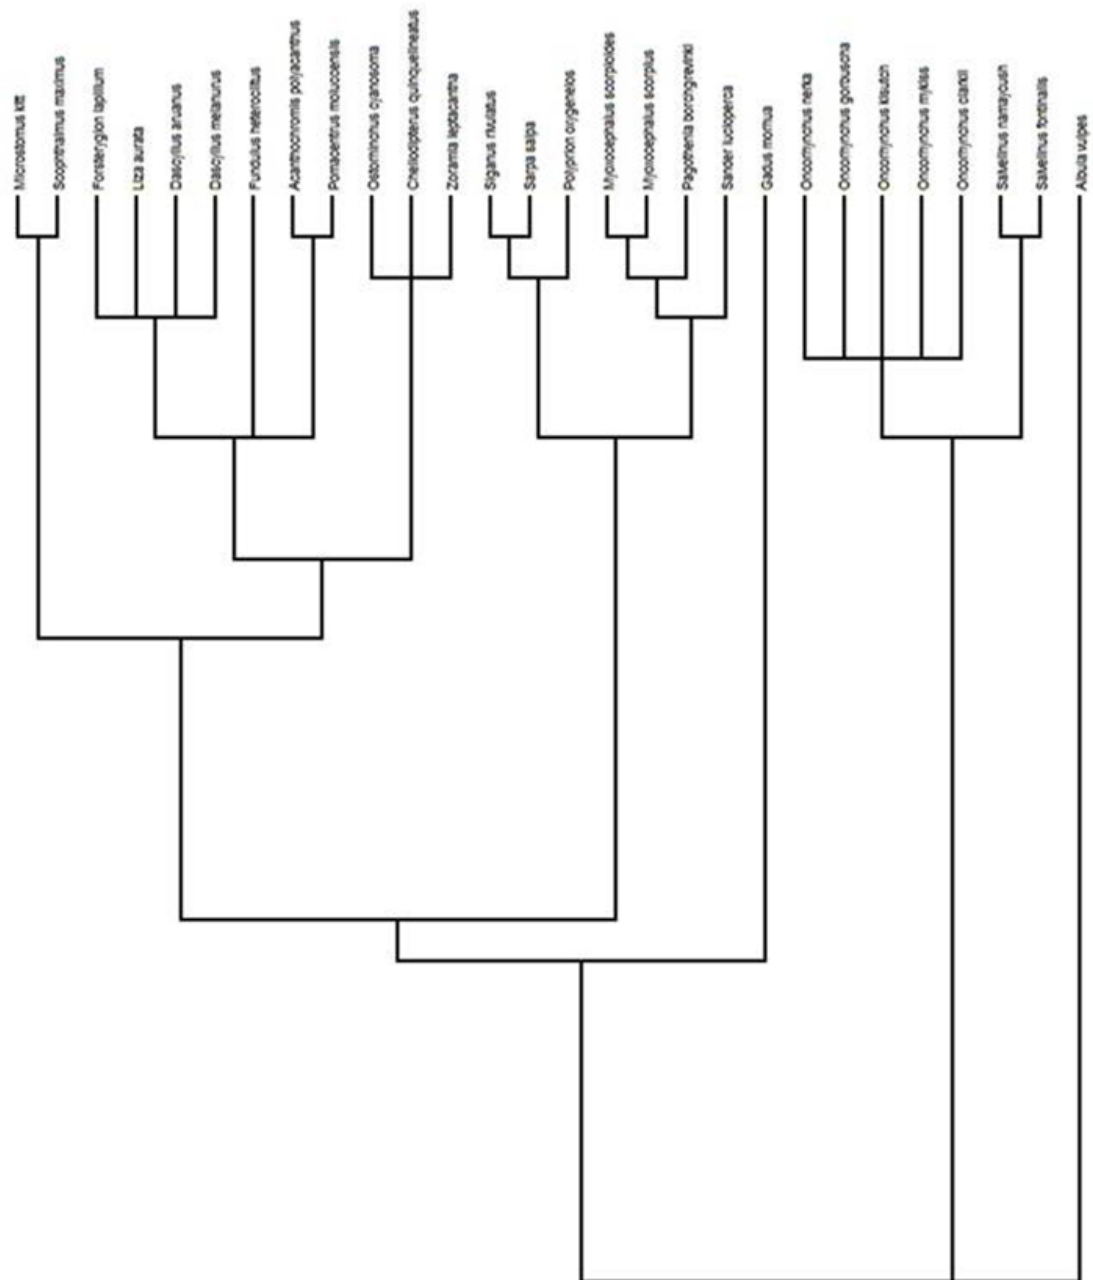 Microstomus kitt
Scophthalmus maximus
Forsterygion lapillum
Liza aurata
Dascyllus aruanus
Dascyllus melanurus
Fundulus heteroclitus
Acanthochromis polyacanthus
Pomacentrus moluccensis
Ostorhinchus cyanosoma
Cheilodipterus quinquelineatus
Zoramia leptacantha
Siganus rivulatus
Sarpa salpa
Polyprion oxygeneios
Myoxocephalus scorpioides
Myoxocephalus scorpius
Pagothenia borchgrevinki
Sander lucioperca
Gadus morhua
Oncorhynchus nerka
Oncorhynchus gorbuscha
Oncorhynchus kisutch
Oncorhynchus mykiss
Oncorhynchus clarkii
Salvelinus namaycush
Salvelinus fontinalis
Albula vulpes